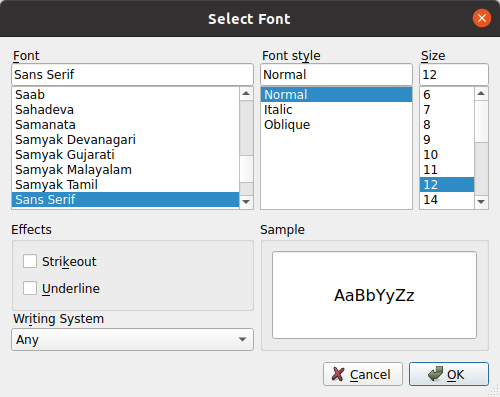 Select Font
Font
Sans Serif
Saab
Sahadeva
Samanata
Samyak Devanagari
Samyak Gujarati
Samyak Malayalam
Samyak Tamil
Sans Serif
Font style
Normal
Normal
Italic
Oblique
Size
12
6
7
8
9
10
11
12
14
Effects
Strikeout
Underline
Writing System
Any
Sample
AaBbYyZz
Cancel
OK